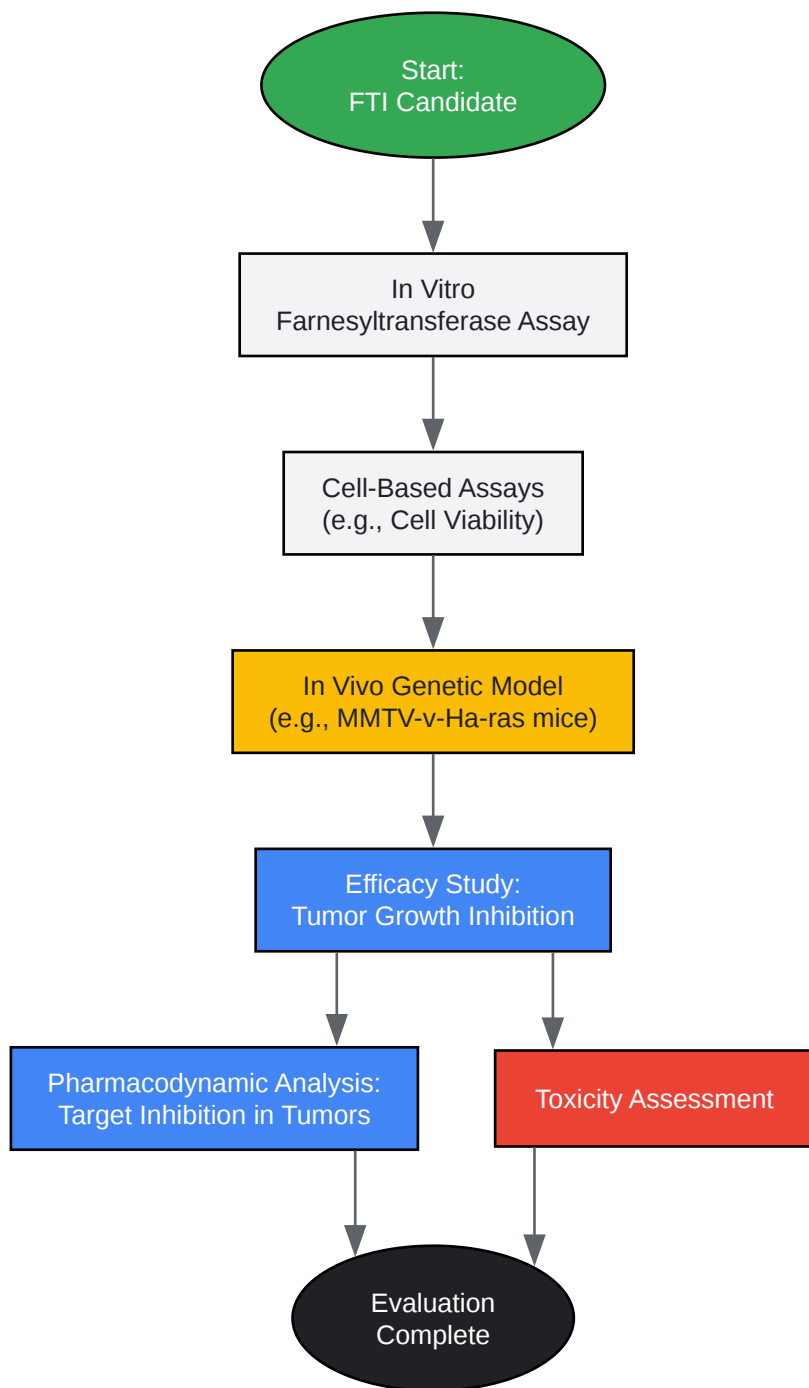 Start:
FTI Candidate
In Vitro
Farnesyltransferase Assay
Cell-Based Assays
(e.g., Cell Viability)
In Vivo Genetic Model
(e.g., MMTV-v-Ha-ras mice)
Efficacy Study:
Tumor Growth Inhibition
Pharmacodynamic Analysis:
Target Inhibition in Tumors
Toxicity Assessment
Evaluation
Complete